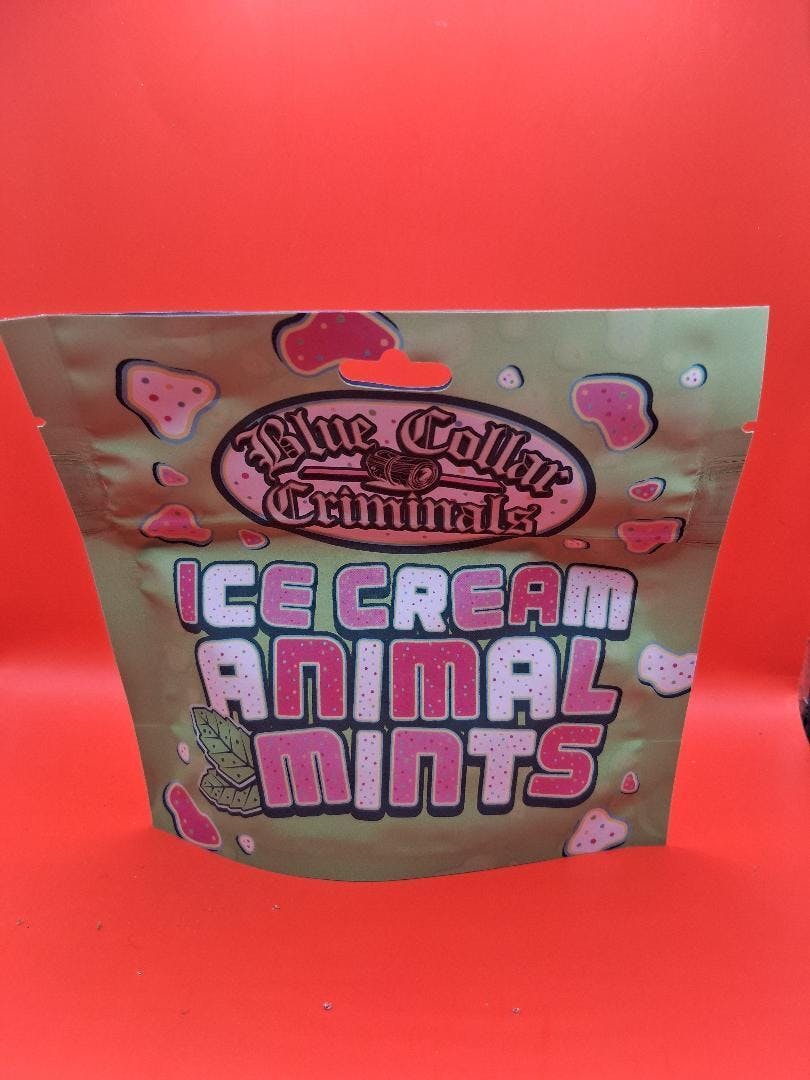 Blue Collar
Criminals
ICE CREAM
ANIMAL
MINTS